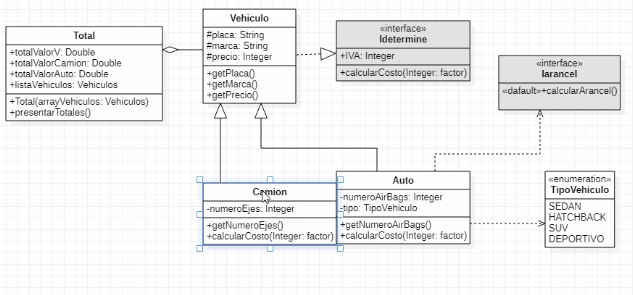 Total
+totalValorV: Double
+totalValorCamion: Double
+totalValorAuto: Double
+listaVehiculos: Vehiculos
+Total(arrayVehiculos: Vehiculos)
+presentarTotales()
Vehiculo
#placa: String
#marca: String
#precio: Integer
+getPlaca()
+getMarca()
+getPrecio()
«interface»
Idetermine
+IVA: Integer
+calcularCosto(Integer: factor)
«interface»
Iarancel
«dafault»+calcularArancel()
Camion
-numeroEjes: Integer
+getNumeroEjes()
+calcularCosto(Integer: factor)
Auto
-numeroAirBags: Integer
-tipo: TipoVehiculo
+getNumeroAirBags()
+calcularCosto(Integer: factor)
«enumeration»
TipoVehiculo
SEDAN
HATCHBACK
SUV
DEPORTIVO